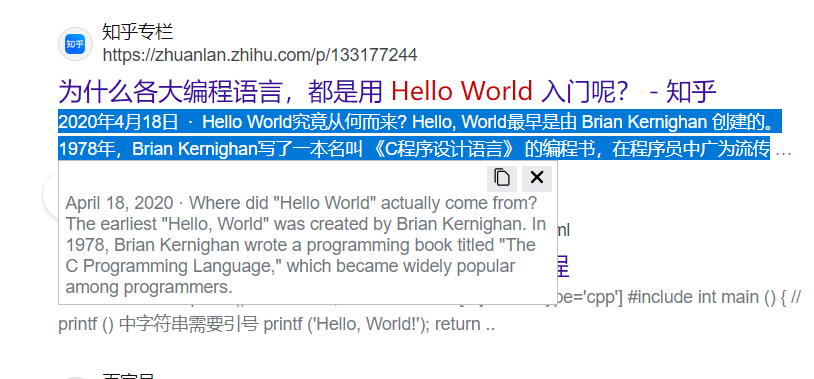 知乎
知乎专栏
https://zhuanlan.zhihu.com/p/133177244
为什么各大编程语言，都是用 Hello World 入门呢？ - 知乎
2020年4月18日 · Hello World究竟从何而来? Hello, World最早是由 Brian Kernighan 创建的。
1978年，Brian Kernighan写了一本名叫 《C程序设计语言》 的编程书，在程序员中广为流传 ...
April 18, 2020 · Where did "Hello World" actually come from?
The earliest "Hello, World" was created by Brian Kernighan. In
1978, Brian Kernighan wrote a programming book titled "The
C Programming Language," which became widely popular
among programmers.
ml
程
ype='cpp'] #include int main () { //
printf () 中字符串需要引号 printf ('Hello, World!'); return ..